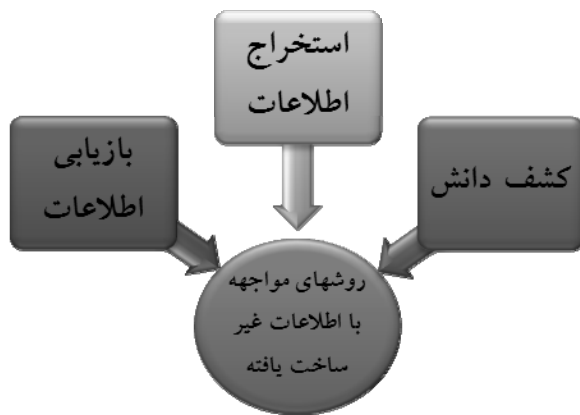 استخراج
اطلاعات
کشف دانش
بازیابی
اطلاعات
روشهای مواجهه
با اطلاعات غیر
ساخت یافته